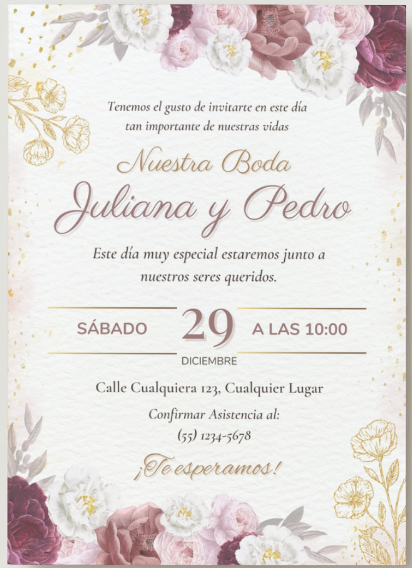 Tenemos el gusto de invitarte en este día
tan importante de nuestras vidas
Nuestra Boda
Juliana y Pedro
Este día muy especial estaremos junto a
nuestros seres queridos.
SÁBADO 29 A LAS 10:00
DICIEMBRE
Calle Cualquiera 123, Cualquier Lugar
Confirmar Asistencia al:
(55) 1234-5678
¡Te esperamos!